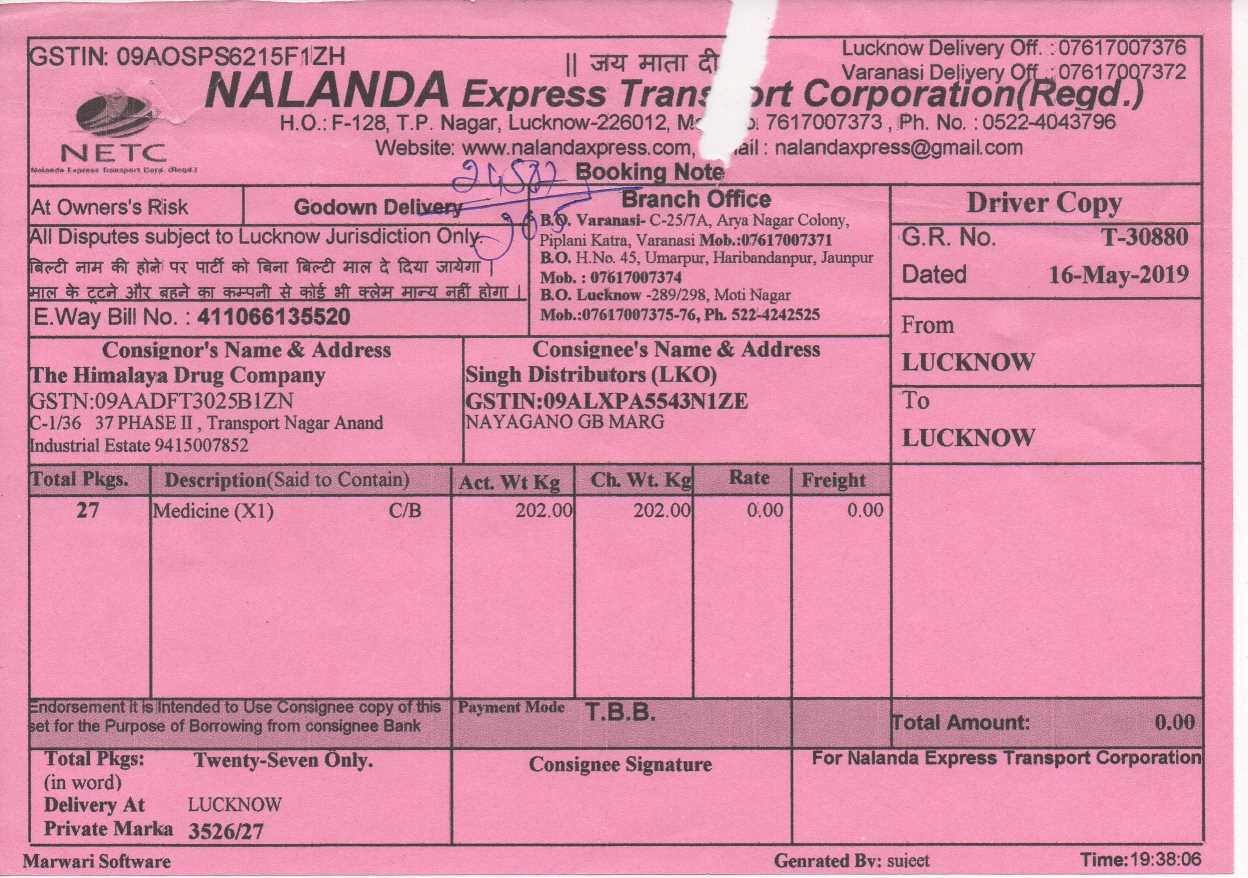 GSTIN: 09AOSPS6215F1ZH
|| जय माता दी
Lucknow Delivery Off. : 07617007376
Varanasi Delivery Off. : 07617007372
NALANDA Express Transport Corporation(Regd.)
H.O.: F-128, T.P. Nagar, Lucknow-226012, 7617007373 , Ph. No. : 0522-4043796
Website: www.nalandaxpress.com, : nalandaxpress@gmail.com
NETC
Nalanda Express Transport Corp. (Regd.)
Booking Note
At Owners's Risk
Godown Delivery
All Disputes subject to Lucknow Jurisdiction Only.
बिल्टी नाम की होने पर पार्टी को बिना बिल्टी माल दे दिया जायेगा |
माल के टूटने और बहने का कम्पनी से कोई भी क्लेम मान्य नहीं होगा |
E.Way Bill No. : 411066135520
Branch Office
B.O. Varanasi- C-25/7A, Arya Nagar Colony,
Piplani Katra, Varanasi Mob.:07617007371
B.O. H.No. 45, Umarpur, Haribandanpur, Jaunpur
Mob. : 07617007374
B.O. Lucknow -289/298, Moti Nagar
Mob.:07617007375-76, Ph. 522-4242525
Driver Copy
G.R. No. T-30880
Dated 16-May-2019
From
LUCKNOW
To
LUCKNOW
Consignor's Name & Address
The Himalaya Drug Company
GSTN:09AADFT3025B1ZN
C-1/36 37 PHASE II , Transport Nagar Anand
Industrial Estate 9415007852
Consignee's Name & Address
Singh Distributors (LKO)
GSTIN:09ALXPA5543N1ZE
NAYAGANO GB MARG
Total Pkgs. Description(Said to Contain) Act. Wt Kg Ch. Wt. Kg Rate Freight
27 Medicine (X1) C/B 202.00 202.00 0.00 0.00
Endorsement it is Intended to Use Consignee copy of this
set for the Purpose of Borrowing from consignee Bank
Payment Mode T.B.B.
Total Amount: 0.00
Total Pkgs: Twenty-Seven Only.
(in word)
Delivery At LUCKNOW
Private Marka 3526/27
Consignee Signature
For Nalanda Express Transport Corporation
Marwari Software
Genrated By: sujeet
Time:19:38:06